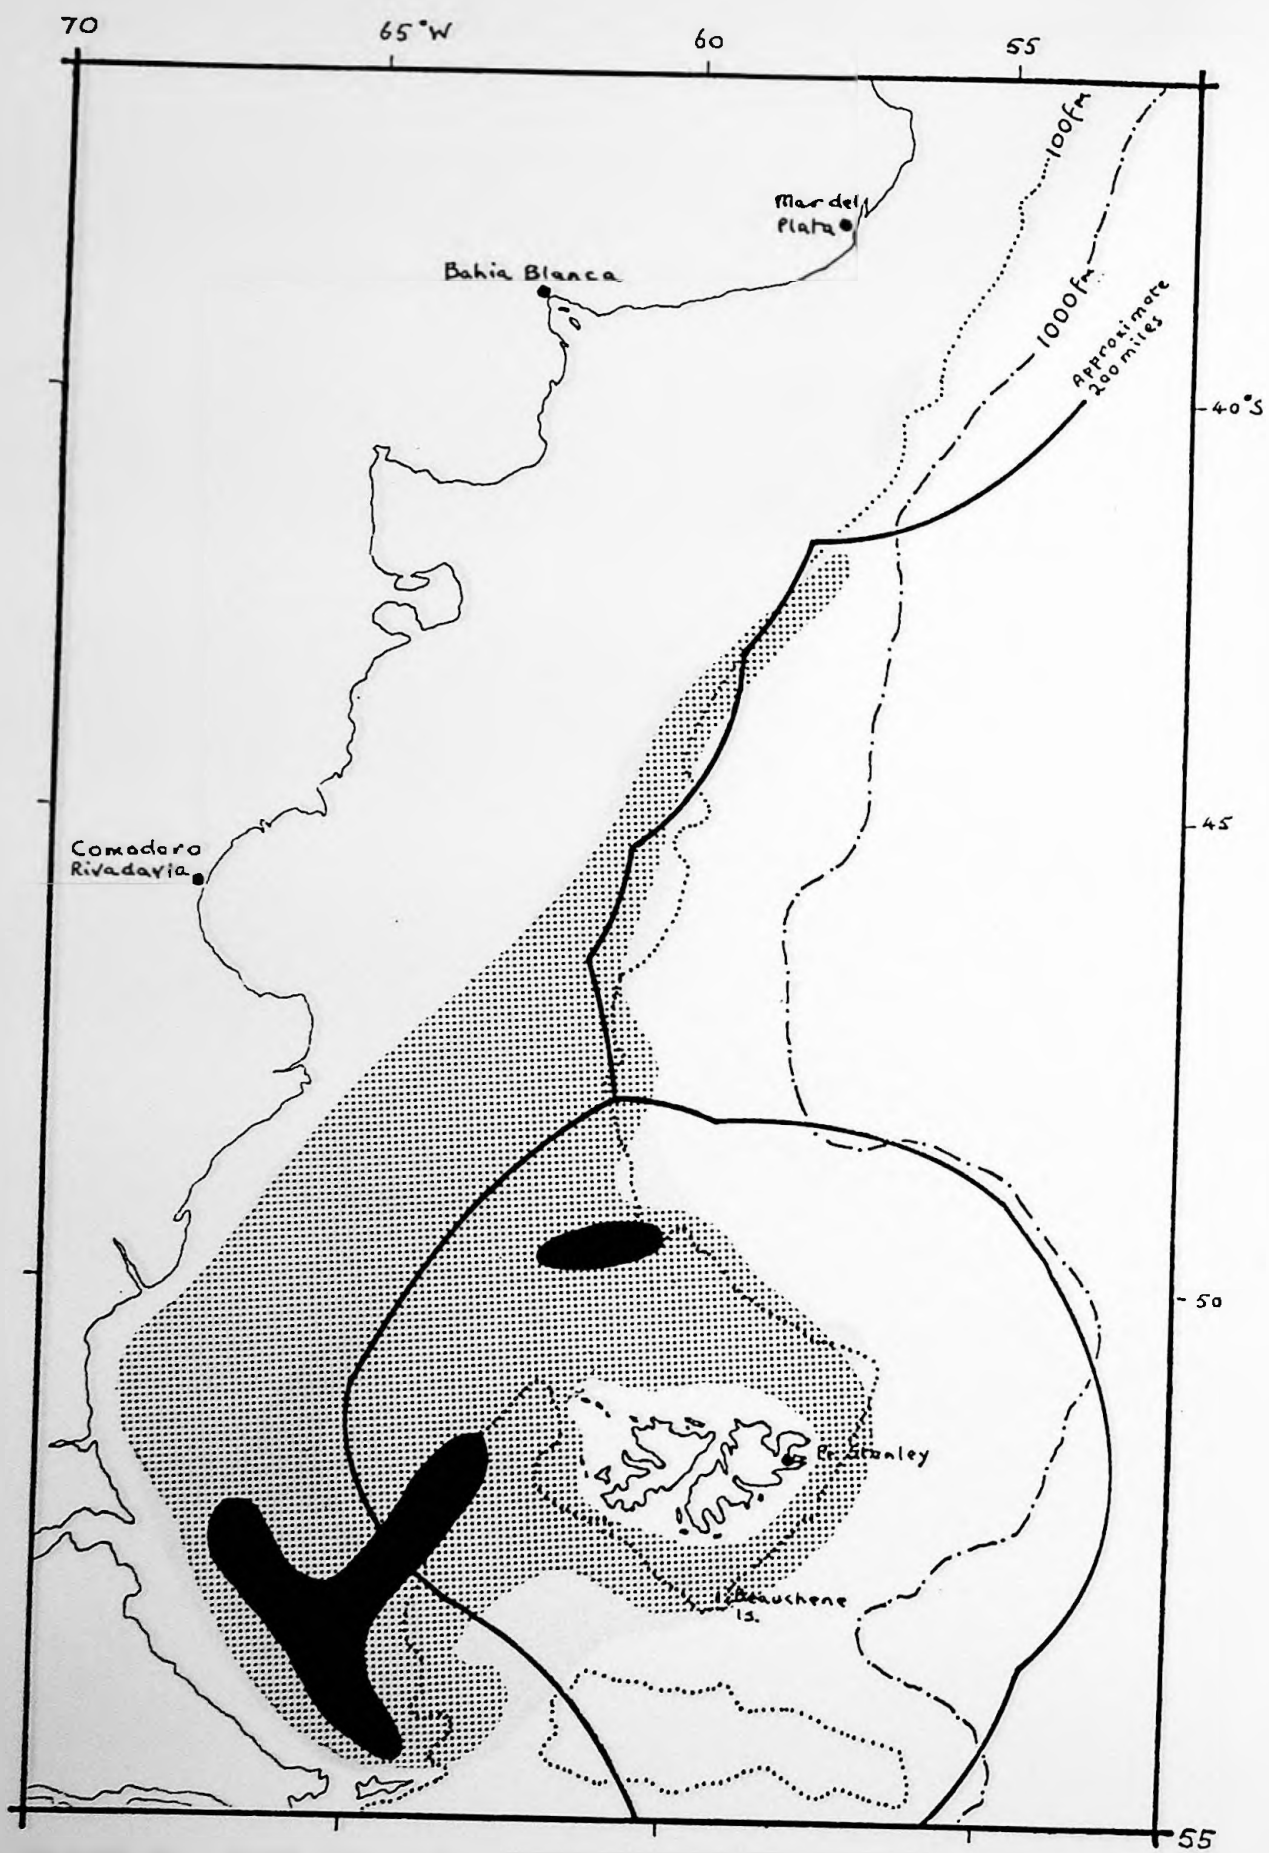 70
65°W
60
55
100fm
Mar del
Plata
Bahia Blanca
1000fm
Approximate
200 miles
40°S
45
Comodoro
Rivadavia
50
Pt. Stanley
Beauchene
Is.
55